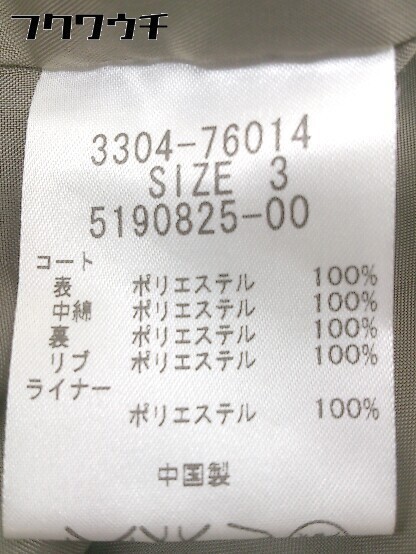 フクワウチ
3304-76014
SIZE 3
5190825-00
コート
表 ポリエステル 100%
中綿 ポリエステル 100%
裏 ポリエステル 100%
リブ ポリエステル 100%
ライナー
ポリエステル 100%
中国製